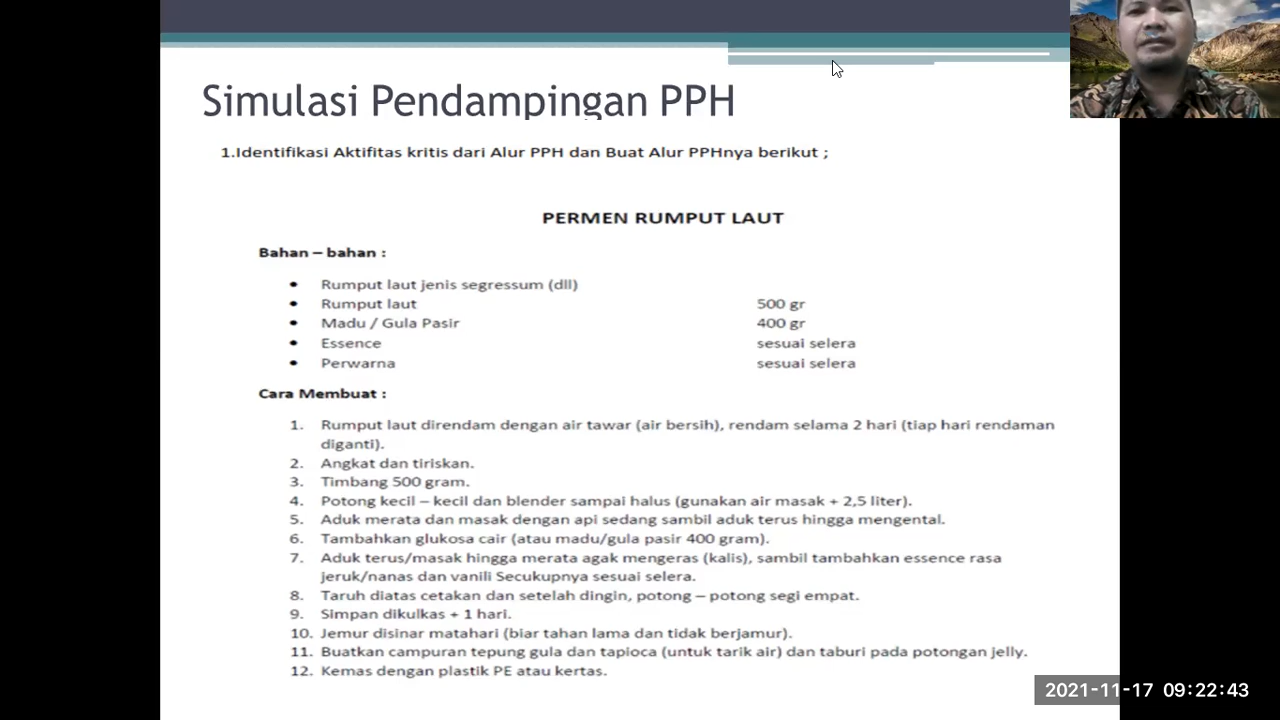 Simulasi Pendampingan PPH
1.Identifikasi Aktifitas kritis dari Alur PPH dan Buat Alur PPHnya berikut ;
PERMEN RUMPUT LAUT
Bahan – bahan :
• Rumput laut jenis segressum (dll)
• Rumput laut 500 gr
• Madu / Gula Pasir 400 gr
• Essence sesuai selera
• Perwarna sesuai selera
Cara Membuat :
1. Rumput laut direndam dengan air tawar (air bersih), rendam selama 2 hari (tiap hari rendaman
diganti).
2. Angkat dan tiriskan.
3. Timbang 500 gram.
4. Potong kecil – kecil dan blender sampai halus (gunakan air masak + 2,5 liter).
5. Aduk merata dan masak dengan api sedang sambil aduk terus hingga mengental.
6. Tambahkan glukosa cair (atau madu/gula pasir 400 gram).
7. Aduk terus/masak hingga merata agak mengeras (kalis), sambil tambahkan essence rasa
jeruk/nanas dan vanili Secukupnya sesuai selera.
8. Taruh diatas cetakan dan setelah dingin, potong – potong segi empat.
9. Simpan dikulkas + 1 hari.
10. Jemur disinar matahari (biar tahan lama dan tidak berjamur).
11. Buatkan campuran tepung gula dan tapioca (untuk tarik air) dan taburi pada potongan jelly.
12. Kemas dengan plastik PE atau kertas.
2021-11-17 09:22:43